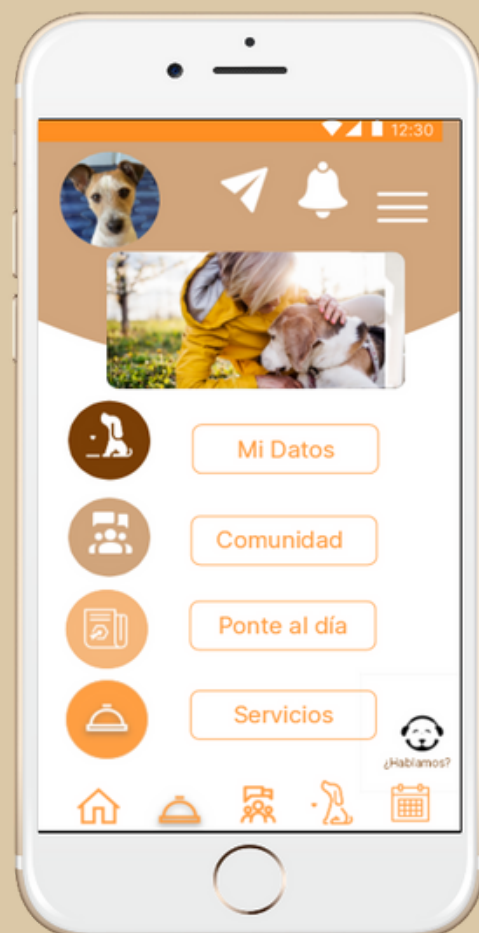 12:30
Mi Datos
Comunidad
Ponte al día
Servicios
¿Hablamos?